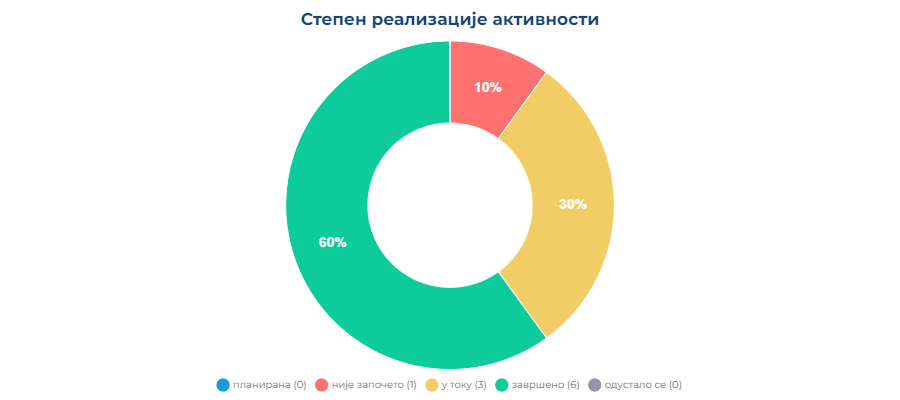 Степен реализације активности
10%
30%
60%
планирана (0) није започето (1) у току (3) завршено (6) одустало се (0)